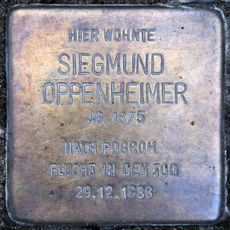 HIER WOHNTE
SIEGMUND
OPPENHEIMER
JG. 1875
NACH POGROM
FLUCHT IN DEN TOD
29.12.1938